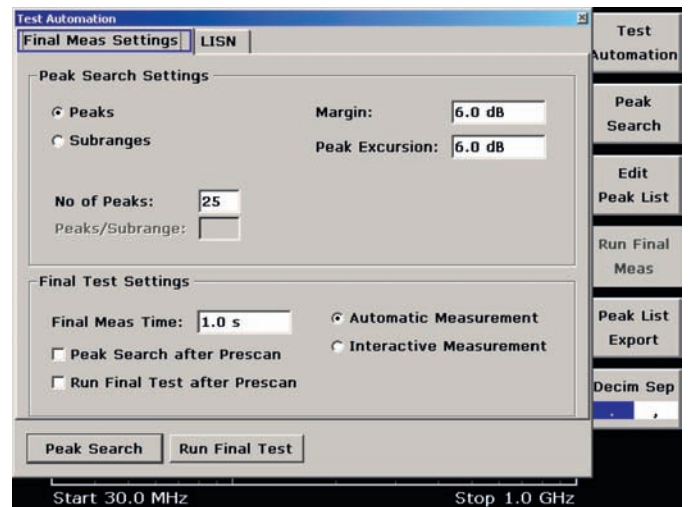 Test Automation
Final Meas Settings
LISN
Peak Search Settings
Peaks
Subranges
Margin: 6.0 dB
Peak Excursion: 6.0 dB
No of Peaks: 25
Peaks/Subrange:
Final Test Settings
Final Meas Time: 1.0 s
Peak Search after Prescan
Run Final Test after Prescan
Automatic Measurement
Interactive Measurement
Peak Search
Run Final Test
Start 30.0 MHz
Stop 1.0 GHz
Test
Automation
Peak
Search
Edit
Peak List
Run Final
Meas
Peak List
Export
Decim Sep
. ,